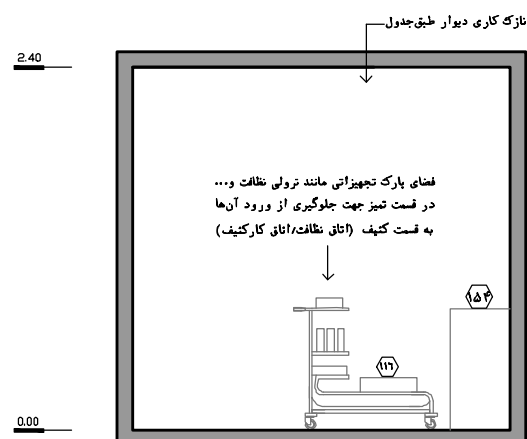 نازک کاری دیوار طبق‌جدول
2.40
فضای پارک تجهیزاتی مانند ترولی نظافت و...
در قسمت تمیز جهت جلوگیری از ورود آن‌ها
به قسمت کثیف (اتاق نظافت/اتاق کارکثیف)
۱۵۴
۱۱۶
0.00